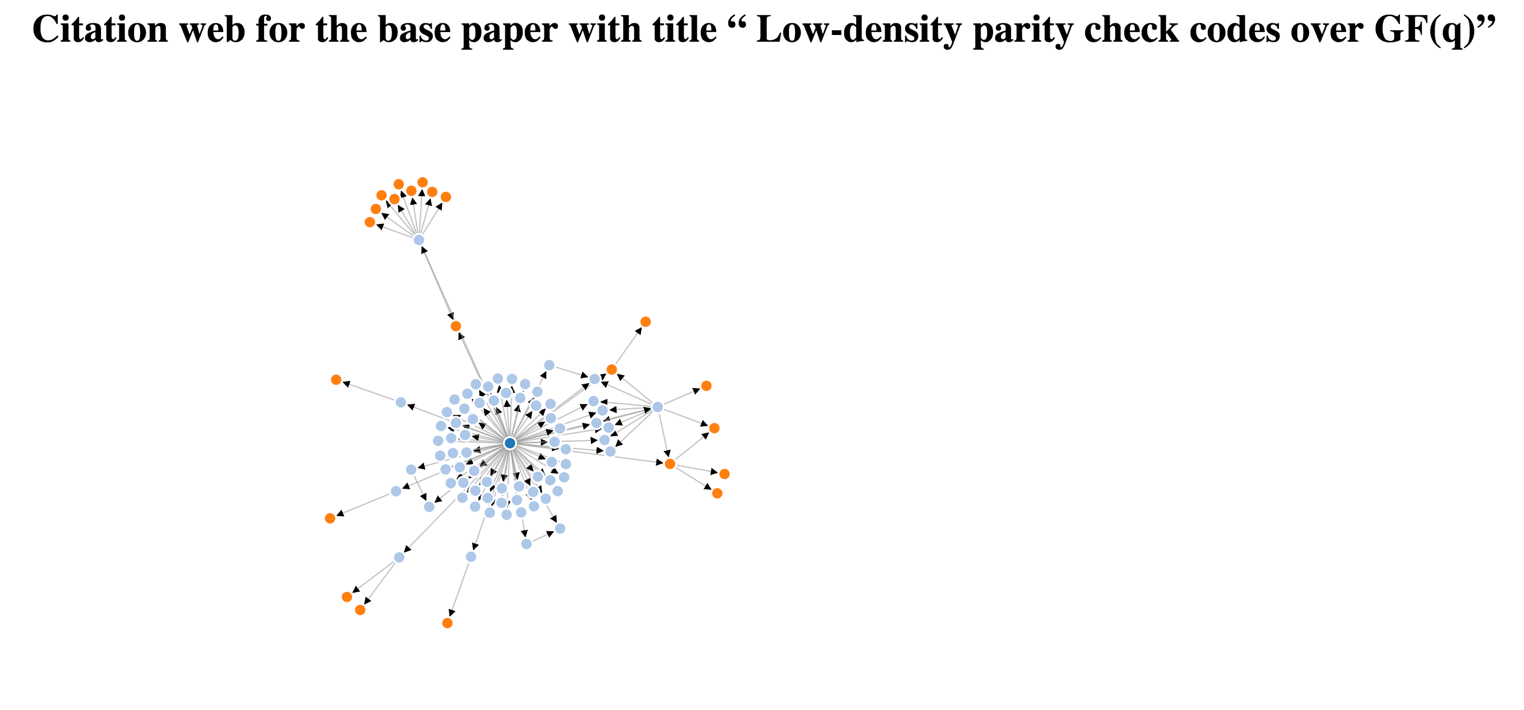 Citation web for the base paper with title “ Low-density parity check codes over GF(q)”